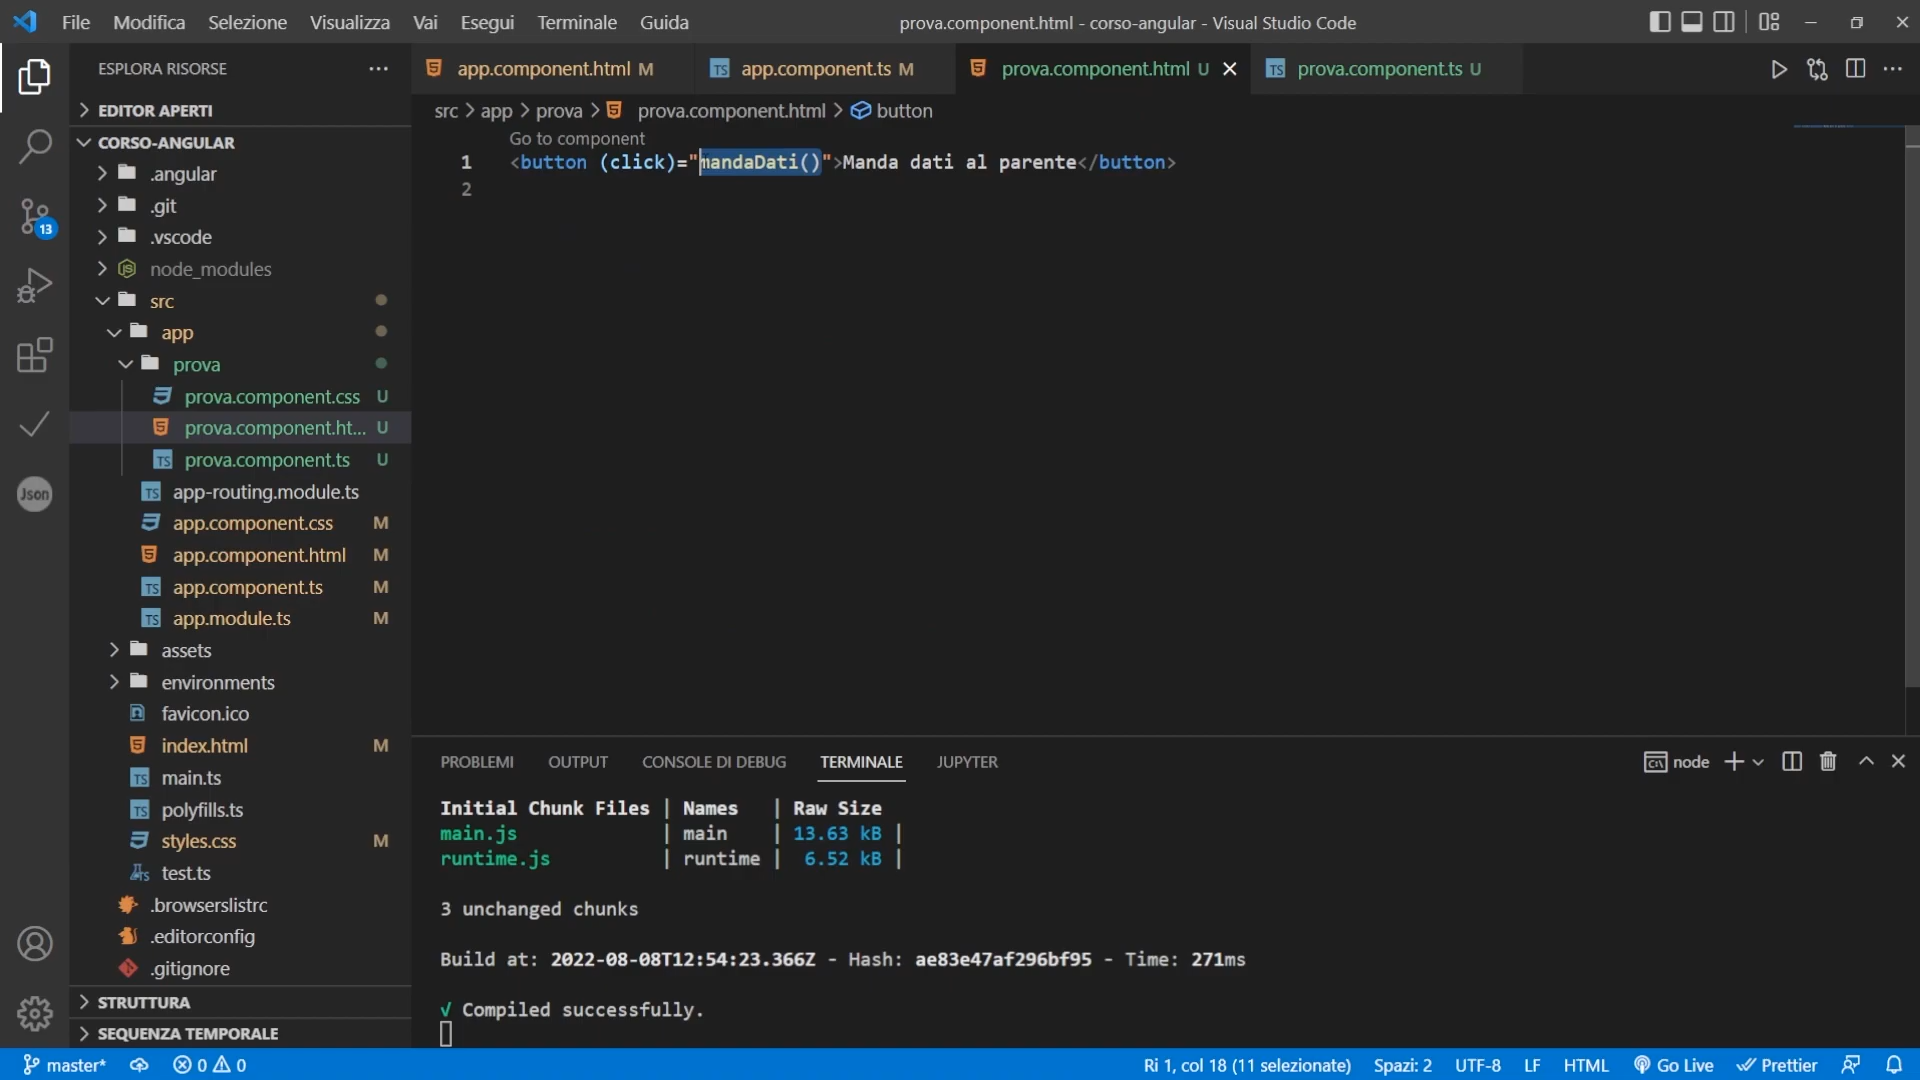 File Modifica Selezione Visualizza Vai Esegui Terminale Guida
prova.component.html - corso-angular - Visual Studio Code
ESPLORA RISORSE
app.component.html M
app.component.ts M
prova.component.html U
prova.component.ts U
EDITOR APERTI
src > app > prova > prova.component.html > button
CORSO-ANGULAR
Go to component
1 <button (click)="mandaDati()">Manda dati al parente</button>
2
.angular
.git
13
.vscode
node_modules
src
app
prova
prova.component.css U
prova.component.ht... U
TS prova.component.ts U
Json
TS app-routing.module.ts
app.component.css M
app.component.html M
TS app.component.ts M
TS app.module.ts M
assets
environments
favicon.ico
index.html M
TS main.ts
TS polyfills.ts
styles.css M
test.ts
.browserslistrc
.editorconfig
.gitignore
STRUTTURA
SEQUENZA TEMPORALE
PROBLEMI OUTPUT CONSOLE DI DEBUG TERMINALE JUPYTER
node
Initial Chunk Files | Names | Raw Size
main.js | main | 13.63 kB |
runtime.js | runtime | 6.52 kB |
3 unchanged chunks
Build at: 2022-08-08T12:54:23.366Z - Hash: ae83e47af296bf95 - Time: 271ms
√ Compiled successfully.
master* 0 0
Ri 1, col 18 (11 selezionate) Spazi: 2 UTF-8 LF HTML Go Live Prettier